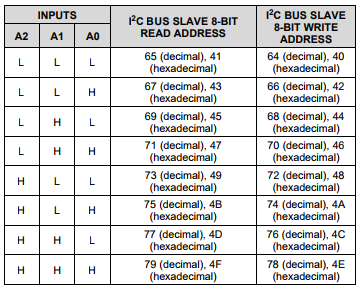 INPUTS
I²C BUS SLAVE 8-BIT READ ADDRESS
I²C BUS SLAVE 8-BIT WRITE ADDRESS
A2 A1 A0
L L L 65 (decimal), 41 (hexadecimal) 64 (decimal), 40 (hexadecimal)
L L H 67 (decimal), 43 (hexadecimal) 66 (decimal), 42 (hexadecimal)
L H L 69 (decimal), 45 (hexadecimal) 68 (decimal), 44 (hexadecimal)
L H H 71 (decimal), 47 (hexadecimal) 70 (decimal), 46 (hexadecimal)
H L L 73 (decimal), 49 (hexadecimal) 72 (decimal), 48 (hexadecimal)
H L H 75 (decimal), 4B (hexadecimal) 74 (decimal), 4A (hexadecimal)
H H L 77 (decimal), 4D (hexadecimal) 76 (decimal), 4C (hexadecimal)
H H H 79 (decimal), 4F (hexadecimal) 78 (decimal), 4E (hexadecimal)